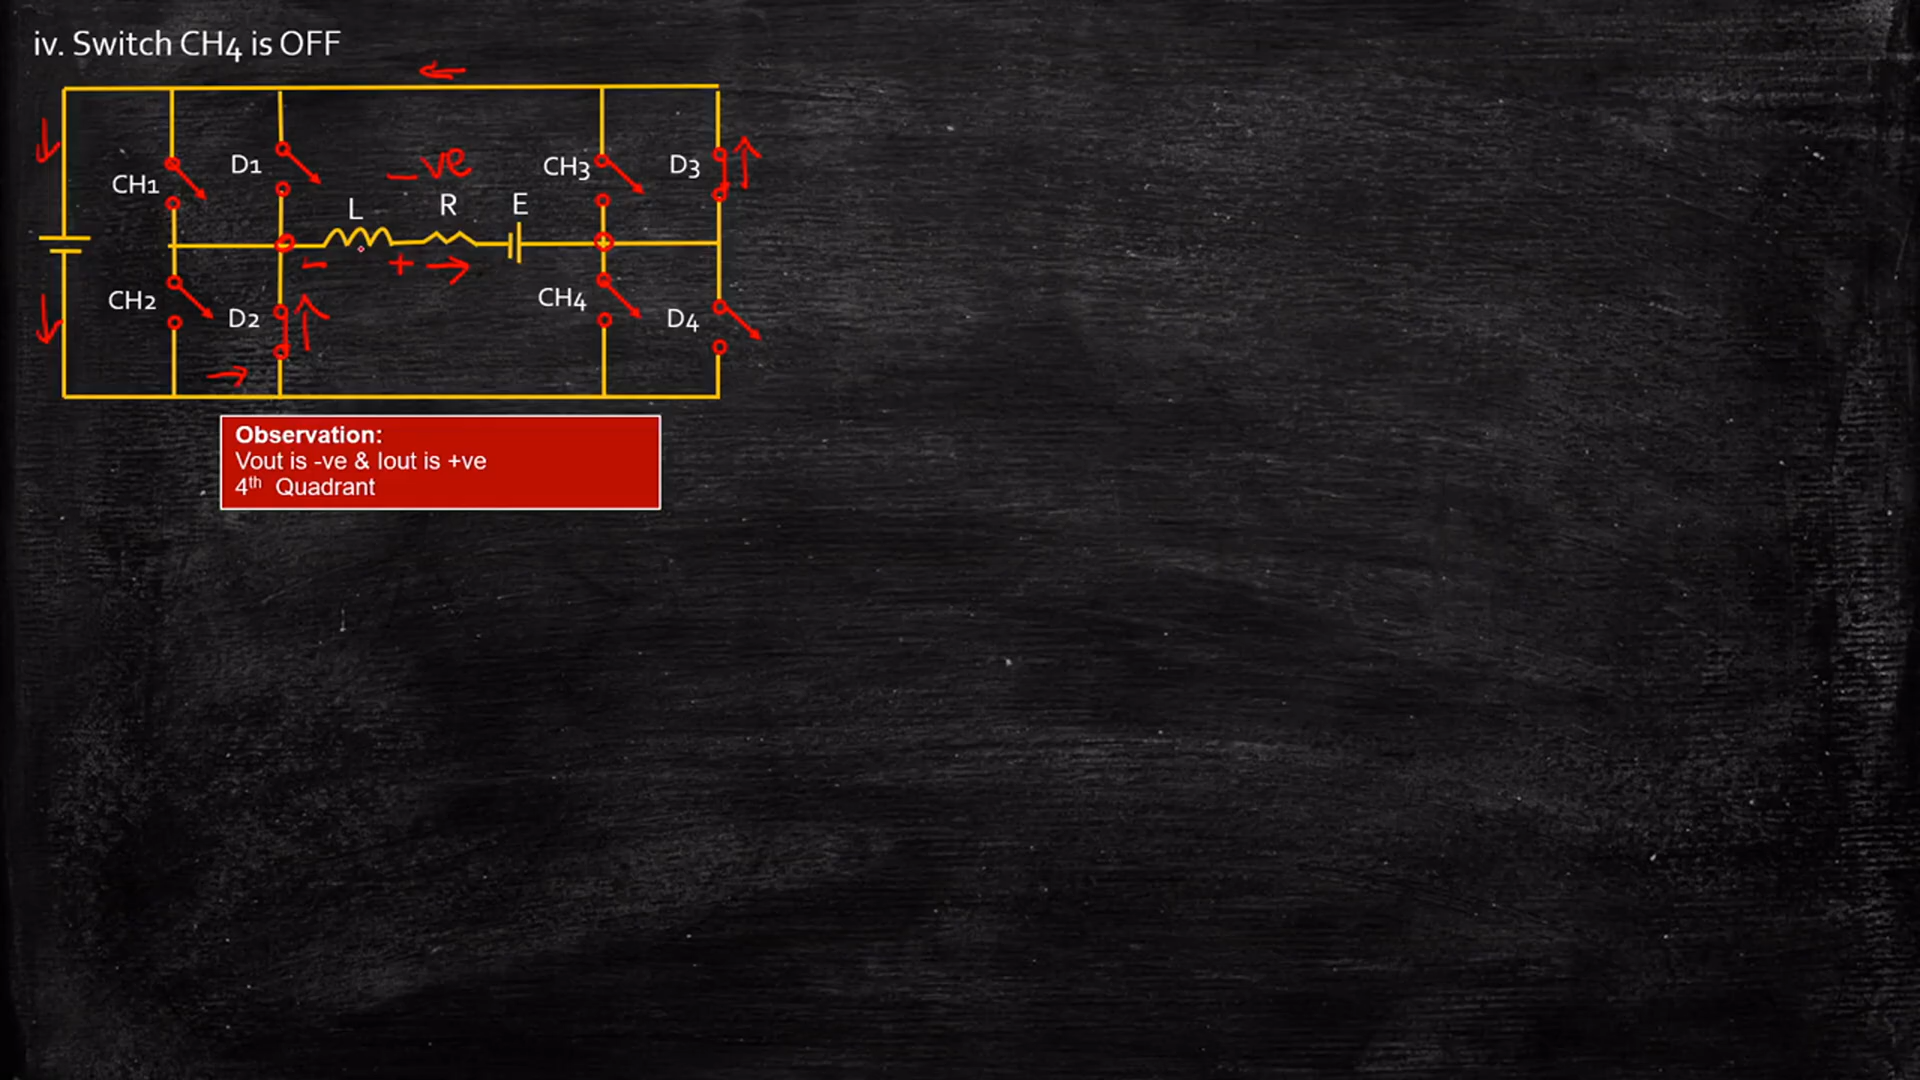 iv. Switch CH4 is OFF
CH1
D1
-ve
CH3
D3
L
R
E
- + 
CH2
D2
CH4
D4
Observation:
Vout is -ve & Iout is +ve
4th Quadrant